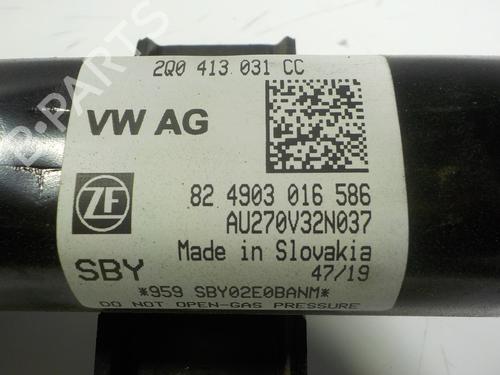 2Q0 413 031 CC
VW AG
ZF
82 4903 016 586
AU270V32N037
Made in Slovakia
SBY
47/19
*959 SBY02E0BANM*
DO NOT OPEN-GAS PRESSURE
B-PARTS